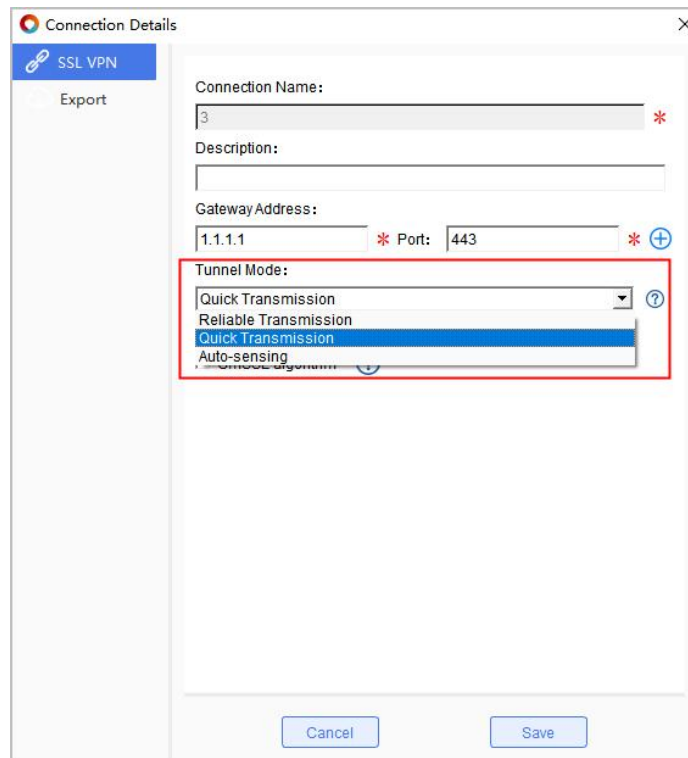 Connection Details
SSL VPN
Export
Connection Name:
3
Description:
Gateway Address:
1.1.1.1 * Port: 443 *
Tunnel Mode:
Quick Transmission
Reliable Transmission
Quick Transmission
Auto-sensing
algorithm
Cancel Save